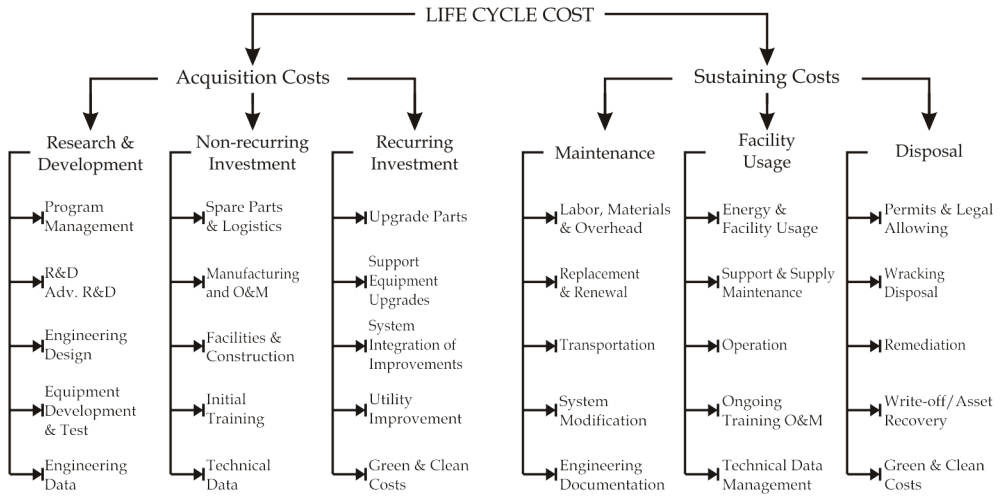 LIFE CYCLE COST
Acquisition Costs
Sustaining Costs
Research &
Development
Program
Management
R&D
Adv. R&D
Engineering
Design
Equipment
Development
& Test
Engineering
Data
Non-recurring
Investment
Spare Parts
& Logistics
Manufacturing
and O&M
Facilities &
Construction
Initial
Training
Technical
Data
Recurring
Investment
Upgrade Parts
Support
Equipment
Upgrades
System
Integration of
Improvements
Utility
Improvement
Green & Clean
Costs
Maintenance
Labor, Materials
& Overhead
Replacement
& Renewal
Transportation
System
Modification
Engineering
Documentation
Facility
Usage
Energy &
Facility Usage
Support & Supply
Maintenance
Operation
Ongoing
Training O&M
Technical Data
Management
Disposal
Permits & Legal
Allowing
Wracking
Disposal
Remediation
Write-off/Asset
Recovery
Green & Clean
Costs